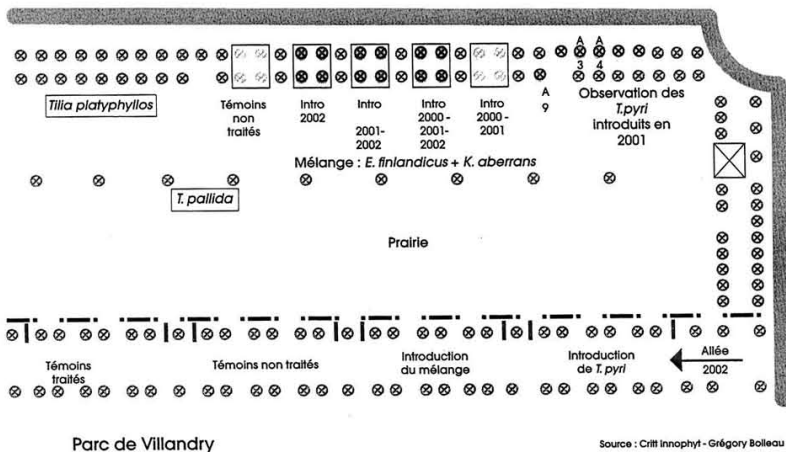 A A
3 4
A
9
Tilia platyphyllos
Témoins
non
traités
Intro
2002
Intro
2001-
2002
Intro
2000-
2001-
2002
Intro
2000-
2001
Observation des
T.pyri
introduits en
2001
Mélange : E. finlandicus + K. aberrans
T. pallida
Prairie
Témoins
traités
Témoins non traités
Introduction
du mélange
Introduction
de T. pyri
Allée
2002
Parc de Villandry
Source : Critt Innophyt - Grégory Boileau